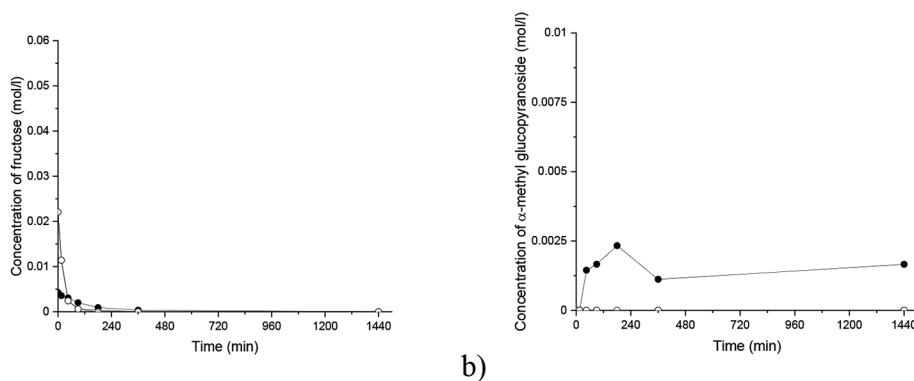 Concentration of fructose (mol/l)
0.06
0.05
0.04
0.03
0.02
0.01
0
0 240 480 720 960 1200 1440
Time (min)
b)
Concentration of α-methyl glucopyranoside (mol/l)
0.01
0.0075
0.005
0.0025
0
0 240 480 720 960 1200 1440
Time (min)